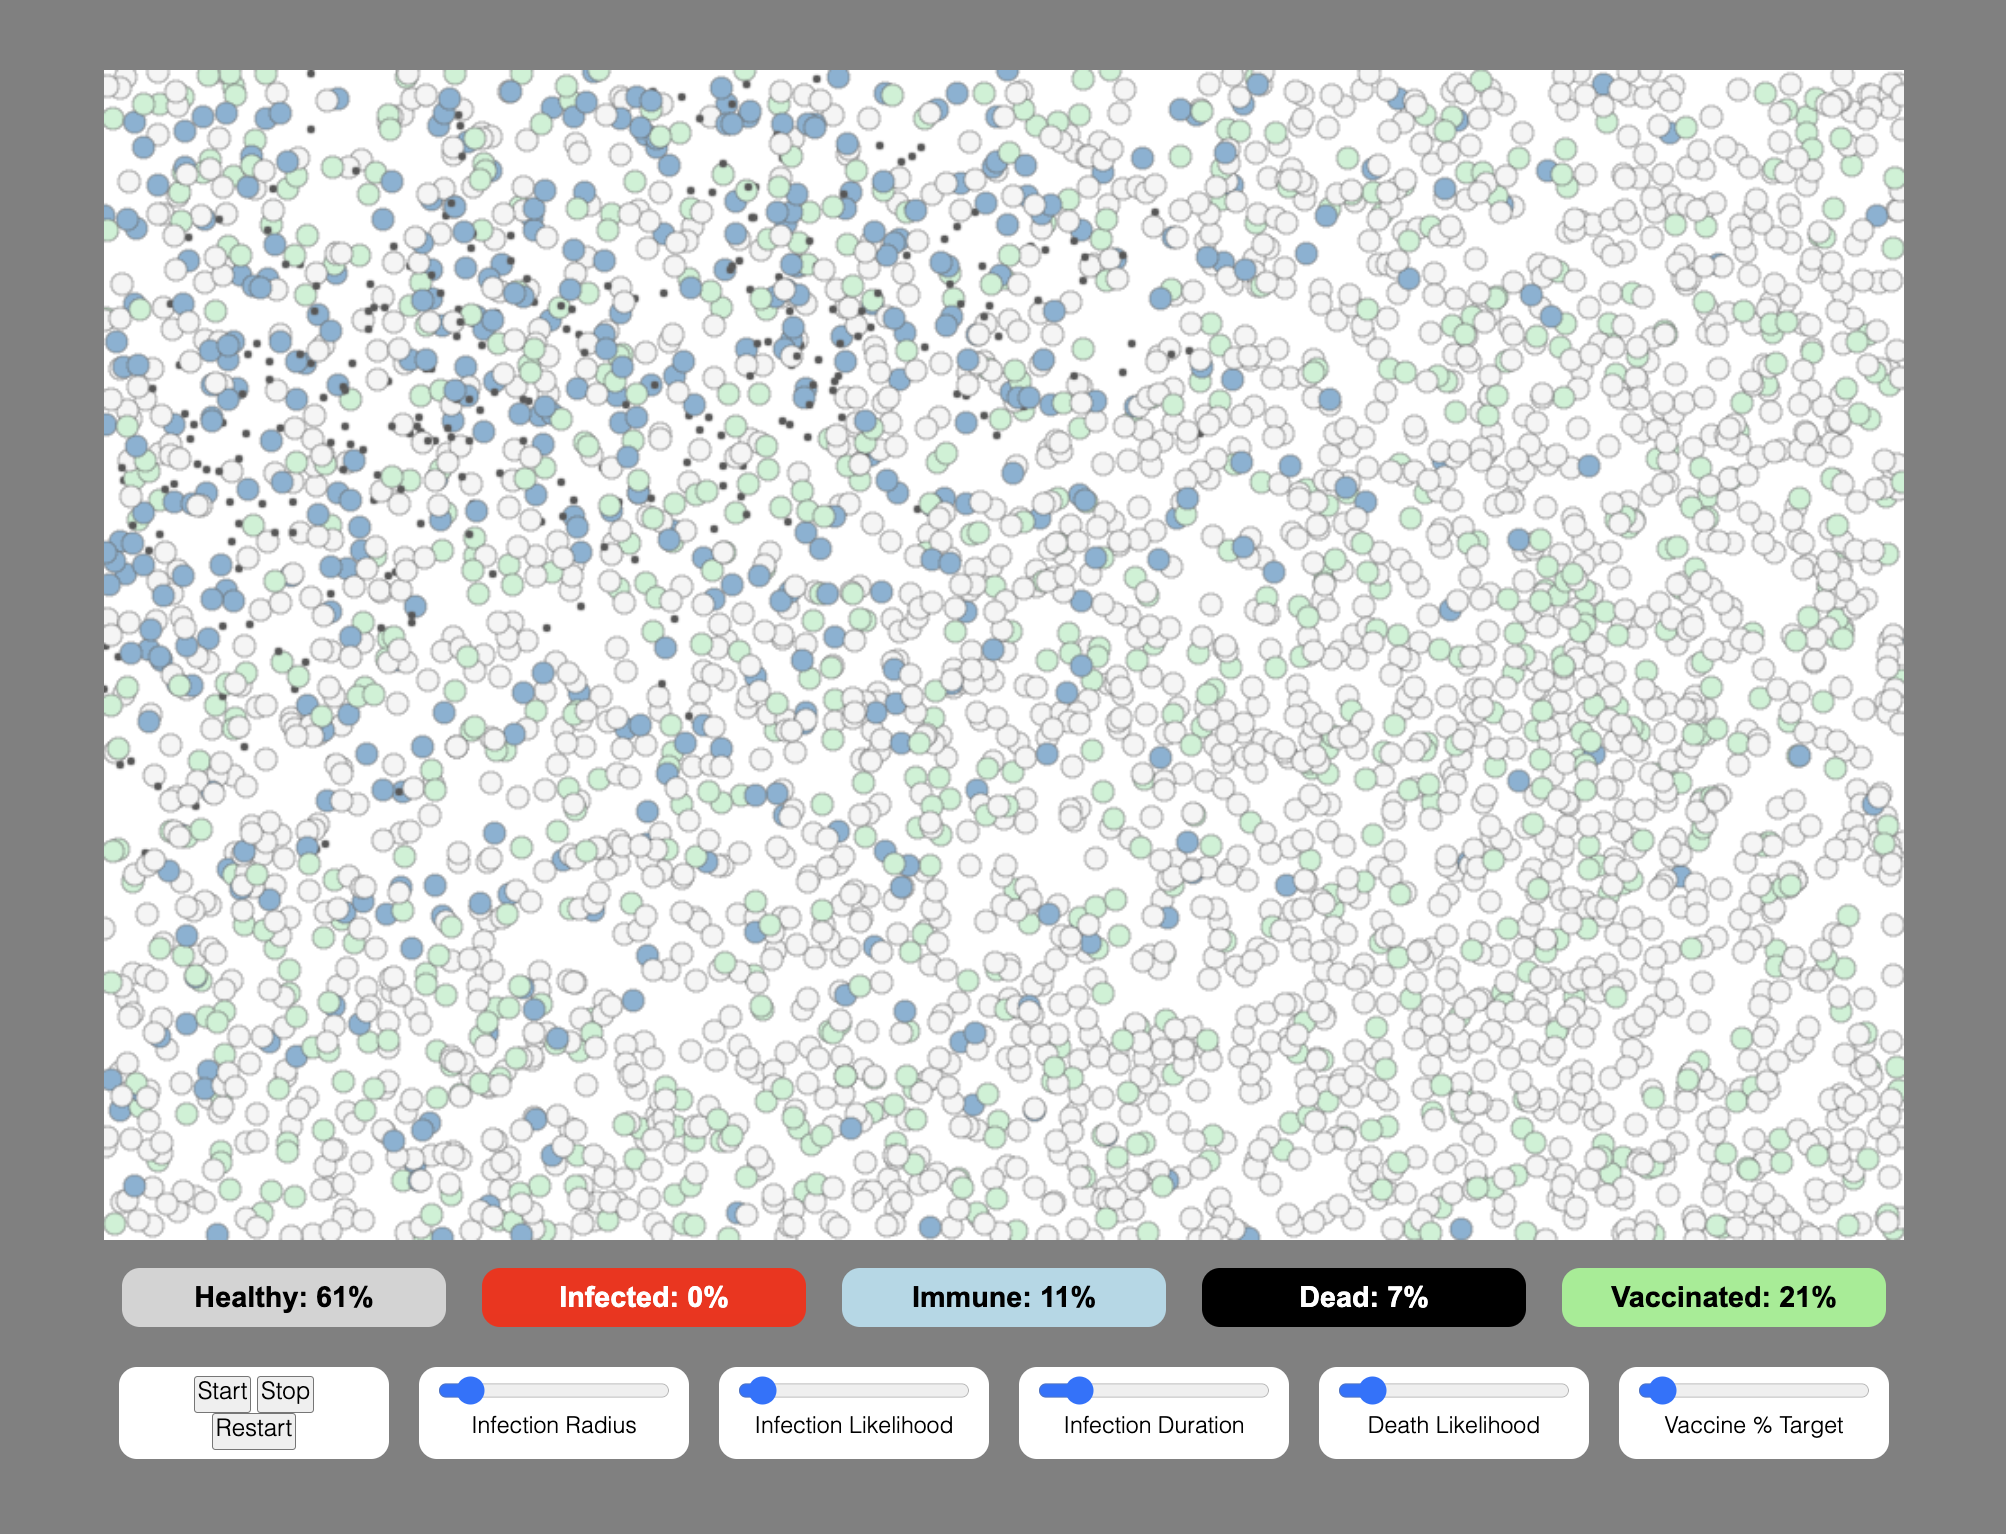 Healthy: 61%
Infected: 0%
Immune: 11%
Dead: 7%
Vaccinated: 21%
Start Stop
Restart
Infection Radius
Infection Likelihood
Infection Duration
Death Likelihood
Vaccine % Target